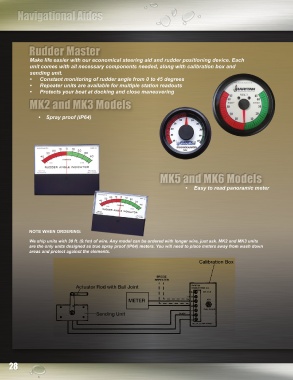 Navigational Aides
Rudder Master
Make life easier with our economical steering aid and rudder positioning device. Each
unit comes with all necessary components needed, along with calibration box and
sending unit.
• Constant monitoring of rudder angle from 0 to 45 degrees
• Repeater units are available for multiple station readouts
• Protects your boat at docking and close maneuvering
MK2 and MK3 Models
• Spray proof (IP64)
MK5 and MK6 Models
• Easy to read panoramic meter
RUDDER ANGLE INDICATOR
NOTE WHEN ORDERING:
We ship units with 30 ft. (9.1m) of wire. Any model can be ordered with longer wire, just ask. MK2 and MK3 units
are the only units designed as true spray proof (IP64) meters. You will need to place meters away from wash down
areas and protect against the elements.
Calibration Box
Actuator Rod with Ball Joint
METER
Sending Unit
28